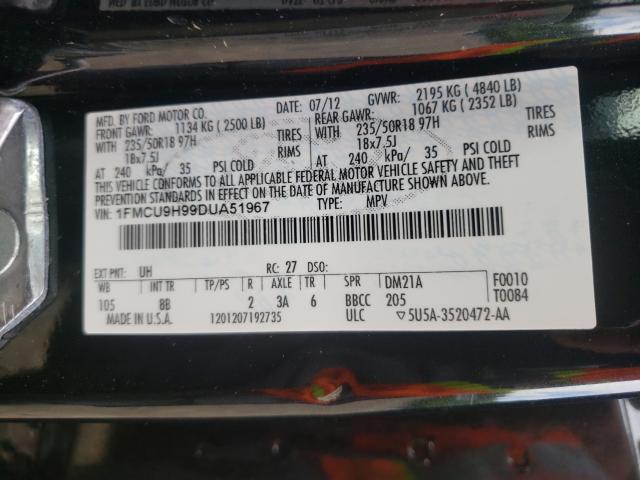 MFD. BY FORD MOTOR CO.
DATE: 07/12 GVWR: 2195 KG ( 4840 LB)
FRONT GAWR: 1134 KG ( 2500 LB) REAR GAWR: 1067 KG ( 2352 LB)
WITH 235/50R18 97H TIRES WITH 235/50R18 97H TIRES
18x7.5J RIMS 18x7.5J RIMS
AT 240 kPa/ 35 PSI COLD AT 240 kPa/ 35 PSI COLD
THIS VEHICLE CONFORMS TO ALL APPLICABLE FEDERAL MOTOR VEHICLE SAFETY AND THEFT
PREVENTION STANDARDS IN EFFECT ON THE DATE OF MANUFACTURE SHOWN ABOVE.
VIN: 1FMCU9H99DUA51967 TYPE: MPV
EXT PNT: UH RC: 27 DSO:
WB INT TR TP/PS R AXLE TR SPR DM21A F0010
105 8B 2 3A 6 BBCC 205 T0084
MADE IN U.S.A. 1201207192735 ULC ▽5U5A-3520472-AA